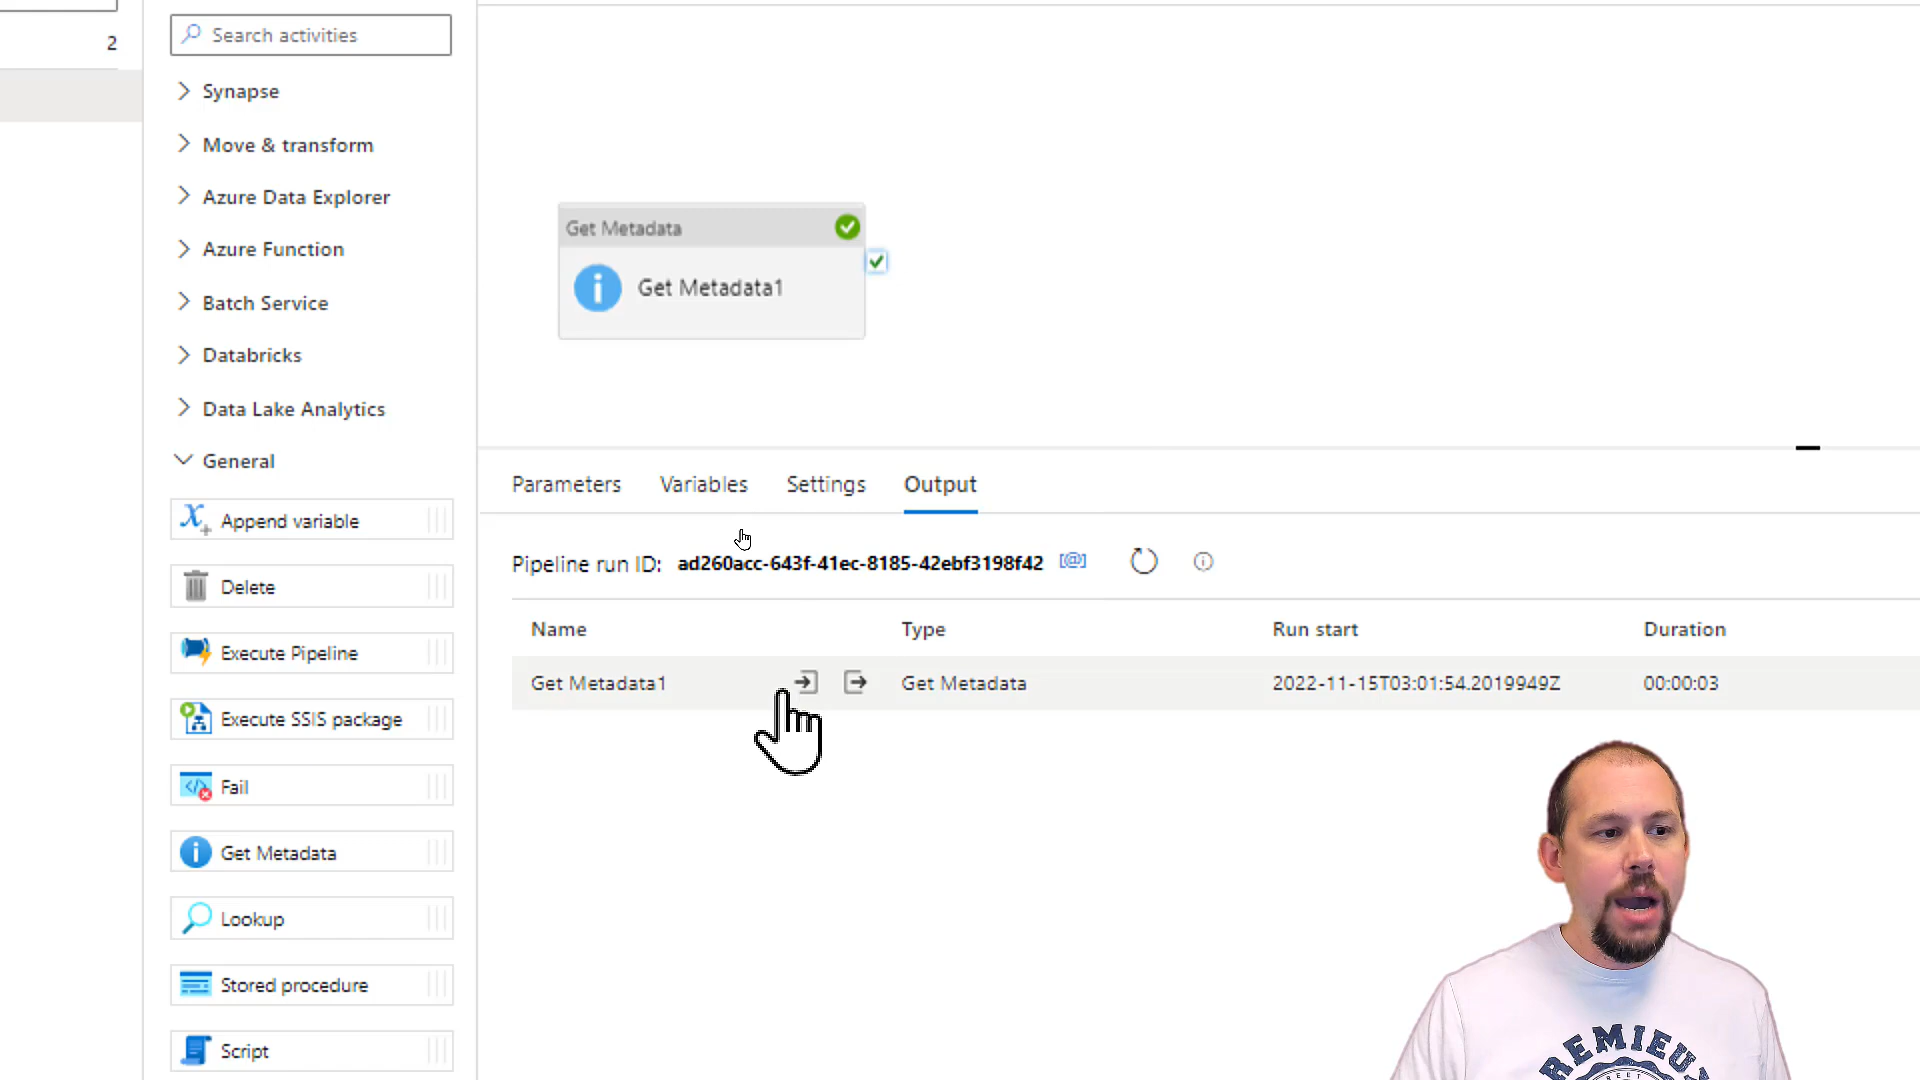 2
Search activities
Synapse
Move & transform
Azure Data Explorer
Azure Function
Batch Service
Databricks
Data Lake Analytics
General
Append variable
Delete
Execute Pipeline
Execute SSIS package
Fail
Get Metadata
Lookup
Stored procedure
Script
Get Metadata
Get Metadata1
Parameters Variables Settings Output
Pipeline run ID: ad260acc-643f-41ec-8185-42ebf3198f42
Name Type Run start Duration
Get Metadata1 Get Metadata 2022-11-15T03:01:54.2019949Z 00:00:03